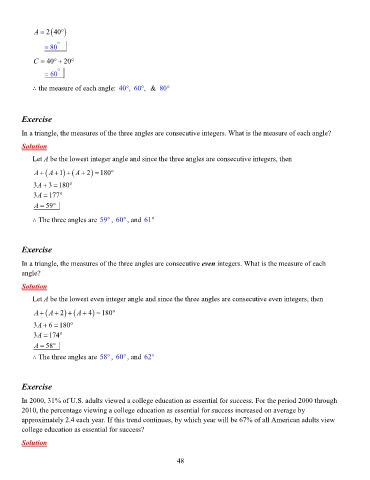 A = 2(40°)
= 80°
C = 40° + 20°
= 60°
∴ the measure of each angle: 40°, 60°, & 80°
Exercise
In a triangle, the measures of the three angles are consecutive integers. What is the measure of each angle?
Solution
Let A be the lowest integer angle and since the three angles are consecutive integers, then
A + (A + 1) + (A + 2) = 180°
3A + 3 = 180°
3A = 177°
A = 59°
∴ The three angles are 59°, 60°, and 61°
Exercise
In a triangle, the measures of the three angles are consecutive even integers. What is the measure of each
angle?
Solution
Let A be the lowest even integer angle and since the three angles are consecutive even integers, then
A + (A + 2) + (A + 4) = 180°
3A + 6 = 180°
3A = 174°
A = 58°
∴ The three angles are 58°, 60°, and 62°
Exercise
In 2000, 31% of U.S. adults viewed a college education as essential for success. For the period 2000 through
2010, the percentage viewing a college education as essential for success increased on average by
approximately 2.4 each year. If this trend continues, by which year will be 67% of all American adults view
college education as essential for success?
Solution
48